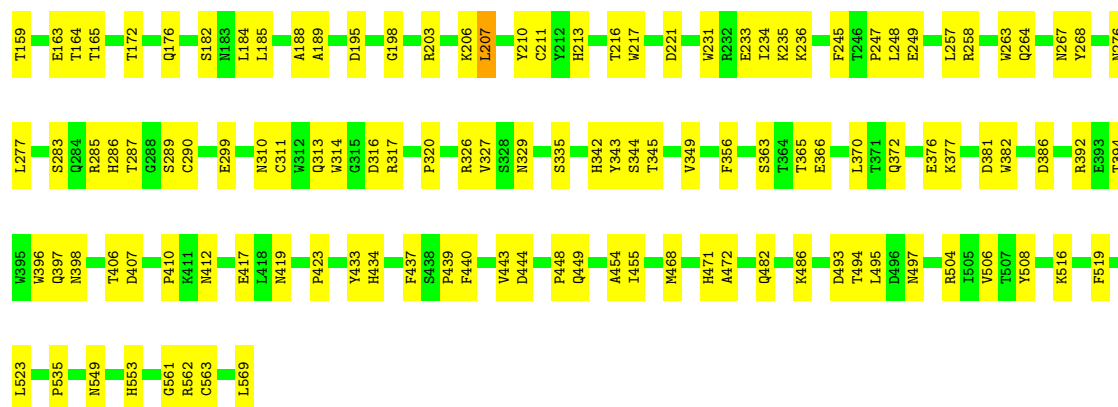 T159 E163 T164 T165 T172 Q176 S182 N183 L184 L185 A188 A189 D195 G198 R203 K206 L207 Y210 C211 Y212 H213 T216 W217 D221 W231 R232 E233 I234 K235 K236 F245 T246 P247 L248 E249 L257 R258 W263 Q264 N267 Y268 N276
L277 S283 Q284 R285 H286 T287 G288 S289 C290 E299 N310 C311 W312 Q313 W314 G315 D316 R317 P320 R326 V327 S328 N329 S335 H342 Y343 S344 T345 V349 F356 S363 T364 T365 E366 L370 T371 Q372 E376 K377 D381 W382 D386 R392 E393 T394
W395 W396 Q397 N398 T406 D407 P410 K411 N412 E417 L418 N419 P423 Y433 H434 F437 S438 P439 F440 V443 D444 P448 Q449 A454 I455 M468 H471 A472 Q482 K486 D493 T494 L495 D496 N497 R504 I505 V506 T507 Y508 K516 F519
L523 P535 N549 H553 G561 R562 C563 L569